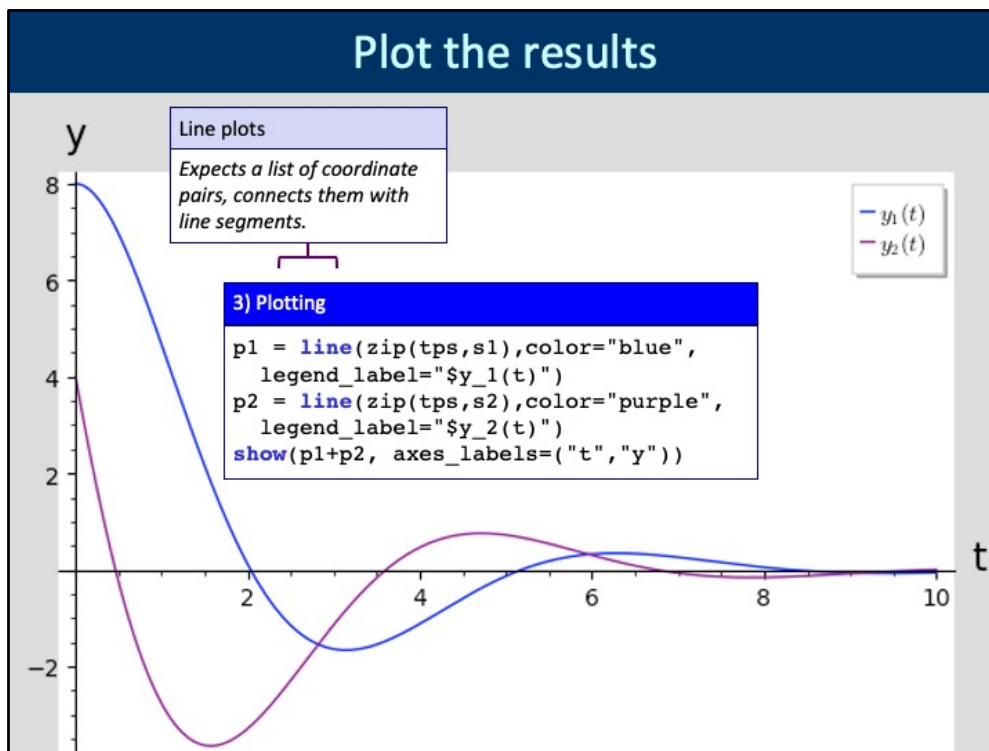 Plot the results
y
Line plots
Expects a list of coordinate
pairs, connects them with
line segments.
8
y₁(t)
y₂(t)
6
3) Plotting
p1 = line(zip(tps,s1),color="blue",
legend_label="$y_1(t)")
p2 = line(zip(tps,s2),color="purple",
legend_label="$y_2(t)")
show(p1+p2, axes_labels=("t","y"))
4
2
t
2 4 6 8 10
−2